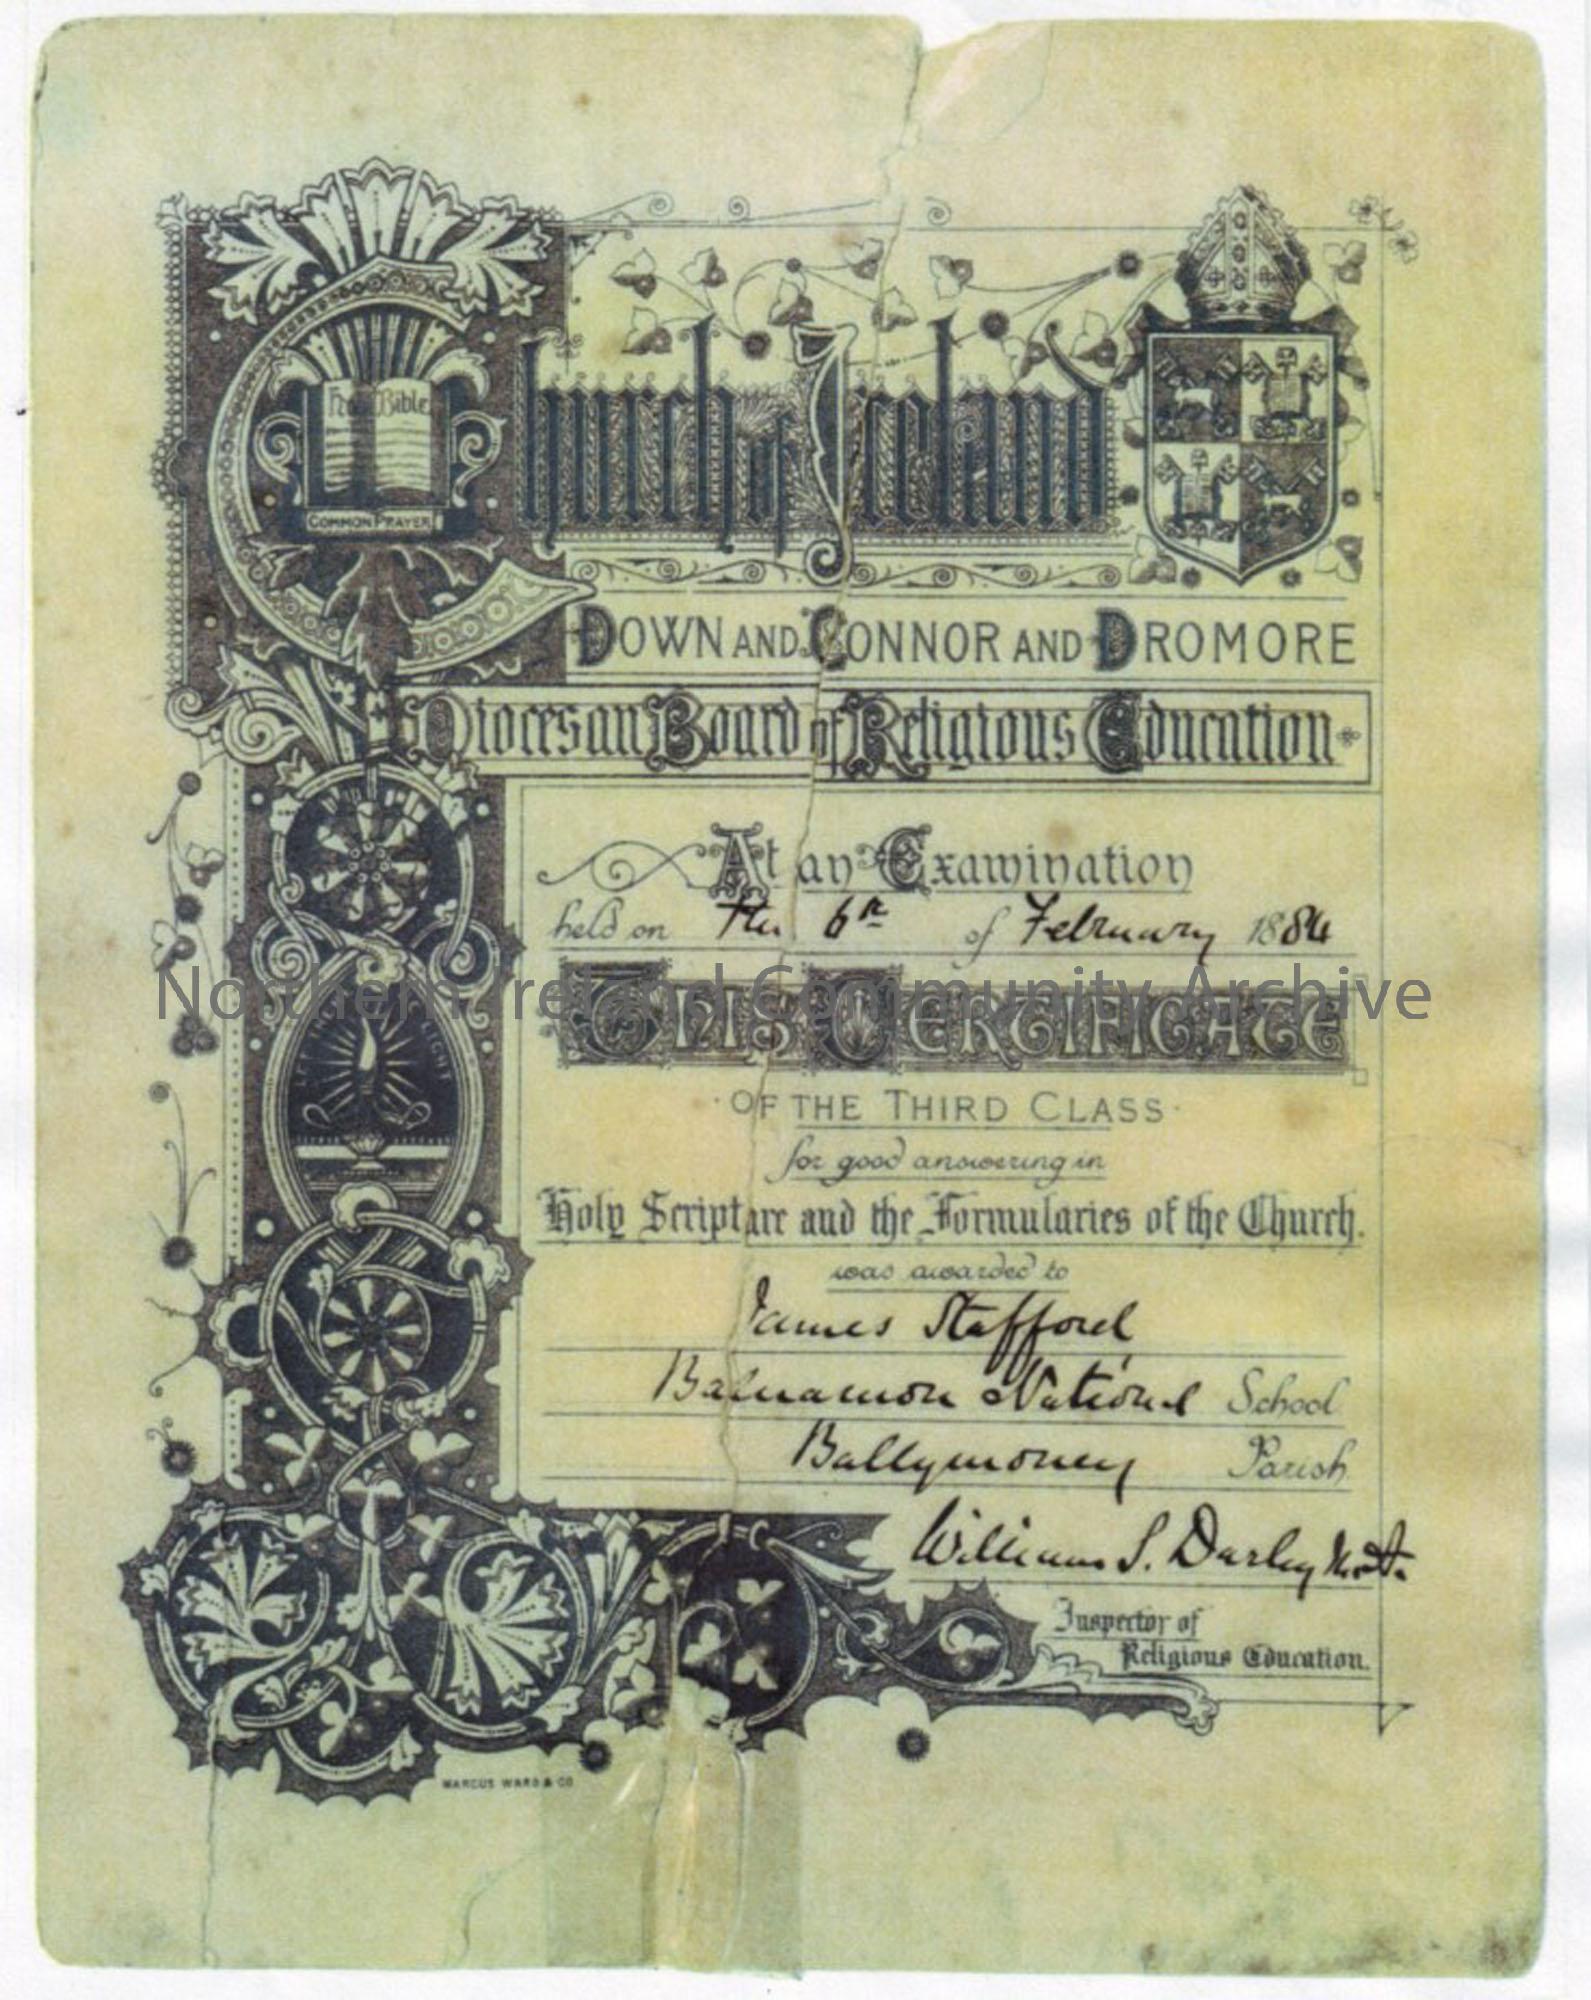 Church of Ireland
Holy Bible
COMMON PRAYER
DOWN AND CONNOR AND DROMORE
Diocesan Board of Religious Education
At an Examination
held on the 6th of February 1884
Northern Ireland Community Archive
THIS CERTIFICATE
LET LIGHT
OF THE THIRD CLASS
for good answering in
Holy Scripture and the Formularies of the Church.
was awarded to
James Stafford
Balnamore National School
Ballymoney Parish
William S. Darley
Inspector of
Religious Education.
MARCUS WARD & CO